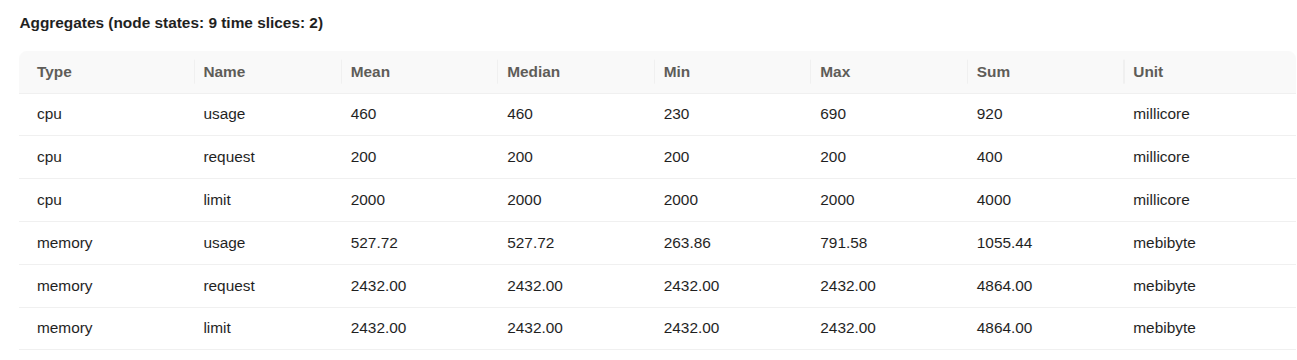 Aggregates (node states: 9 time slices: 2)
Type Name Mean Median Min Max Sum Unit
cpu usage 460 460 230 690 920 millicore
cpu request 200 200 200 200 400 millicore
cpu limit 2000 2000 2000 2000 4000 millicore
memory usage 527.72 527.72 263.86 791.58 1055.44 mebibyte
memory request 2432.00 2432.00 2432.00 2432.00 4864.00 mebibyte
memory limit 2432.00 2432.00 2432.00 2432.00 4864.00 mebibyte